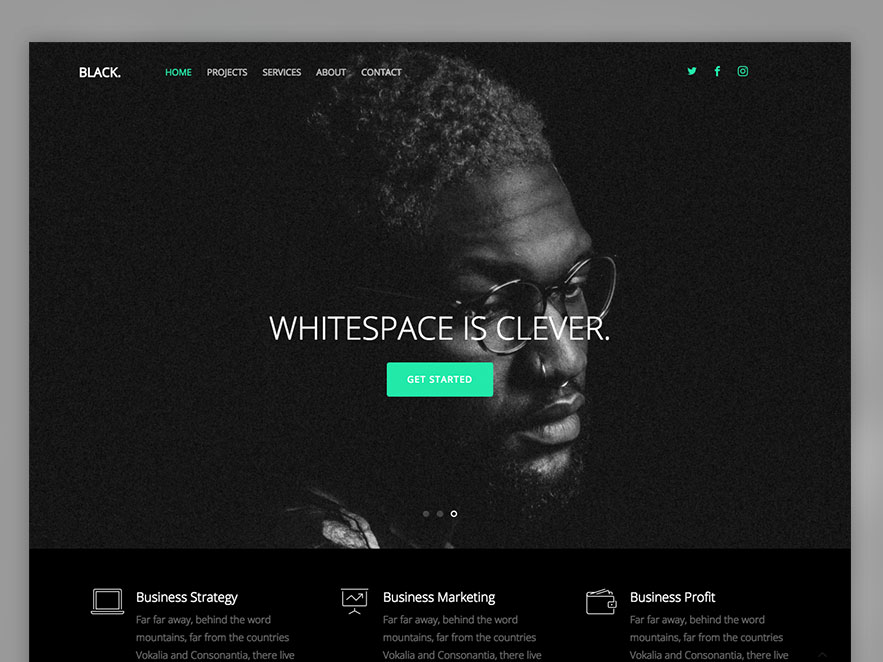 BLACK. HOME PROJECTS SERVICES ABOUT CONTACT
WHITESPACE IS CLEVER.
GET STARTED
Business Strategy
Far far away, behind the word
mountains, far from the countries
Vokalia and Consonantia, there live
Business Marketing
Far far away, behind the word
mountains, far from the countries
Vokalia and Consonantia, there live
Business Profit
Far far away, behind the word
mountains, far from the countries
Vokalia and Consonantia, there live